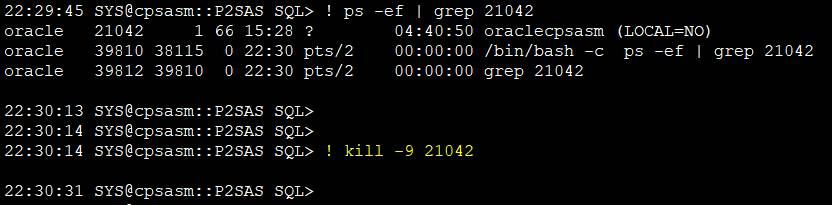 22:29:45 SYS@cpsasm::P2SAS SQL> ! ps -ef | grep 21042
oracle   21042     1 66 15:28 ?        04:40:50 oraclecpsasm (LOCAL=NO)
oracle   39810 38115  0 22:30 pts/2    00:00:00 /bin/bash -c  ps -ef | grep 21042
oracle   39812 39810  0 22:30 pts/2    00:00:00 grep 21042
22:30:13 SYS@cpsasm::P2SAS SQL>
22:30:14 SYS@cpsasm::P2SAS SQL>
22:30:14 SYS@cpsasm::P2SAS SQL> ! kill -9 21042
22:30:31 SYS@cpsasm::P2SAS SQL>